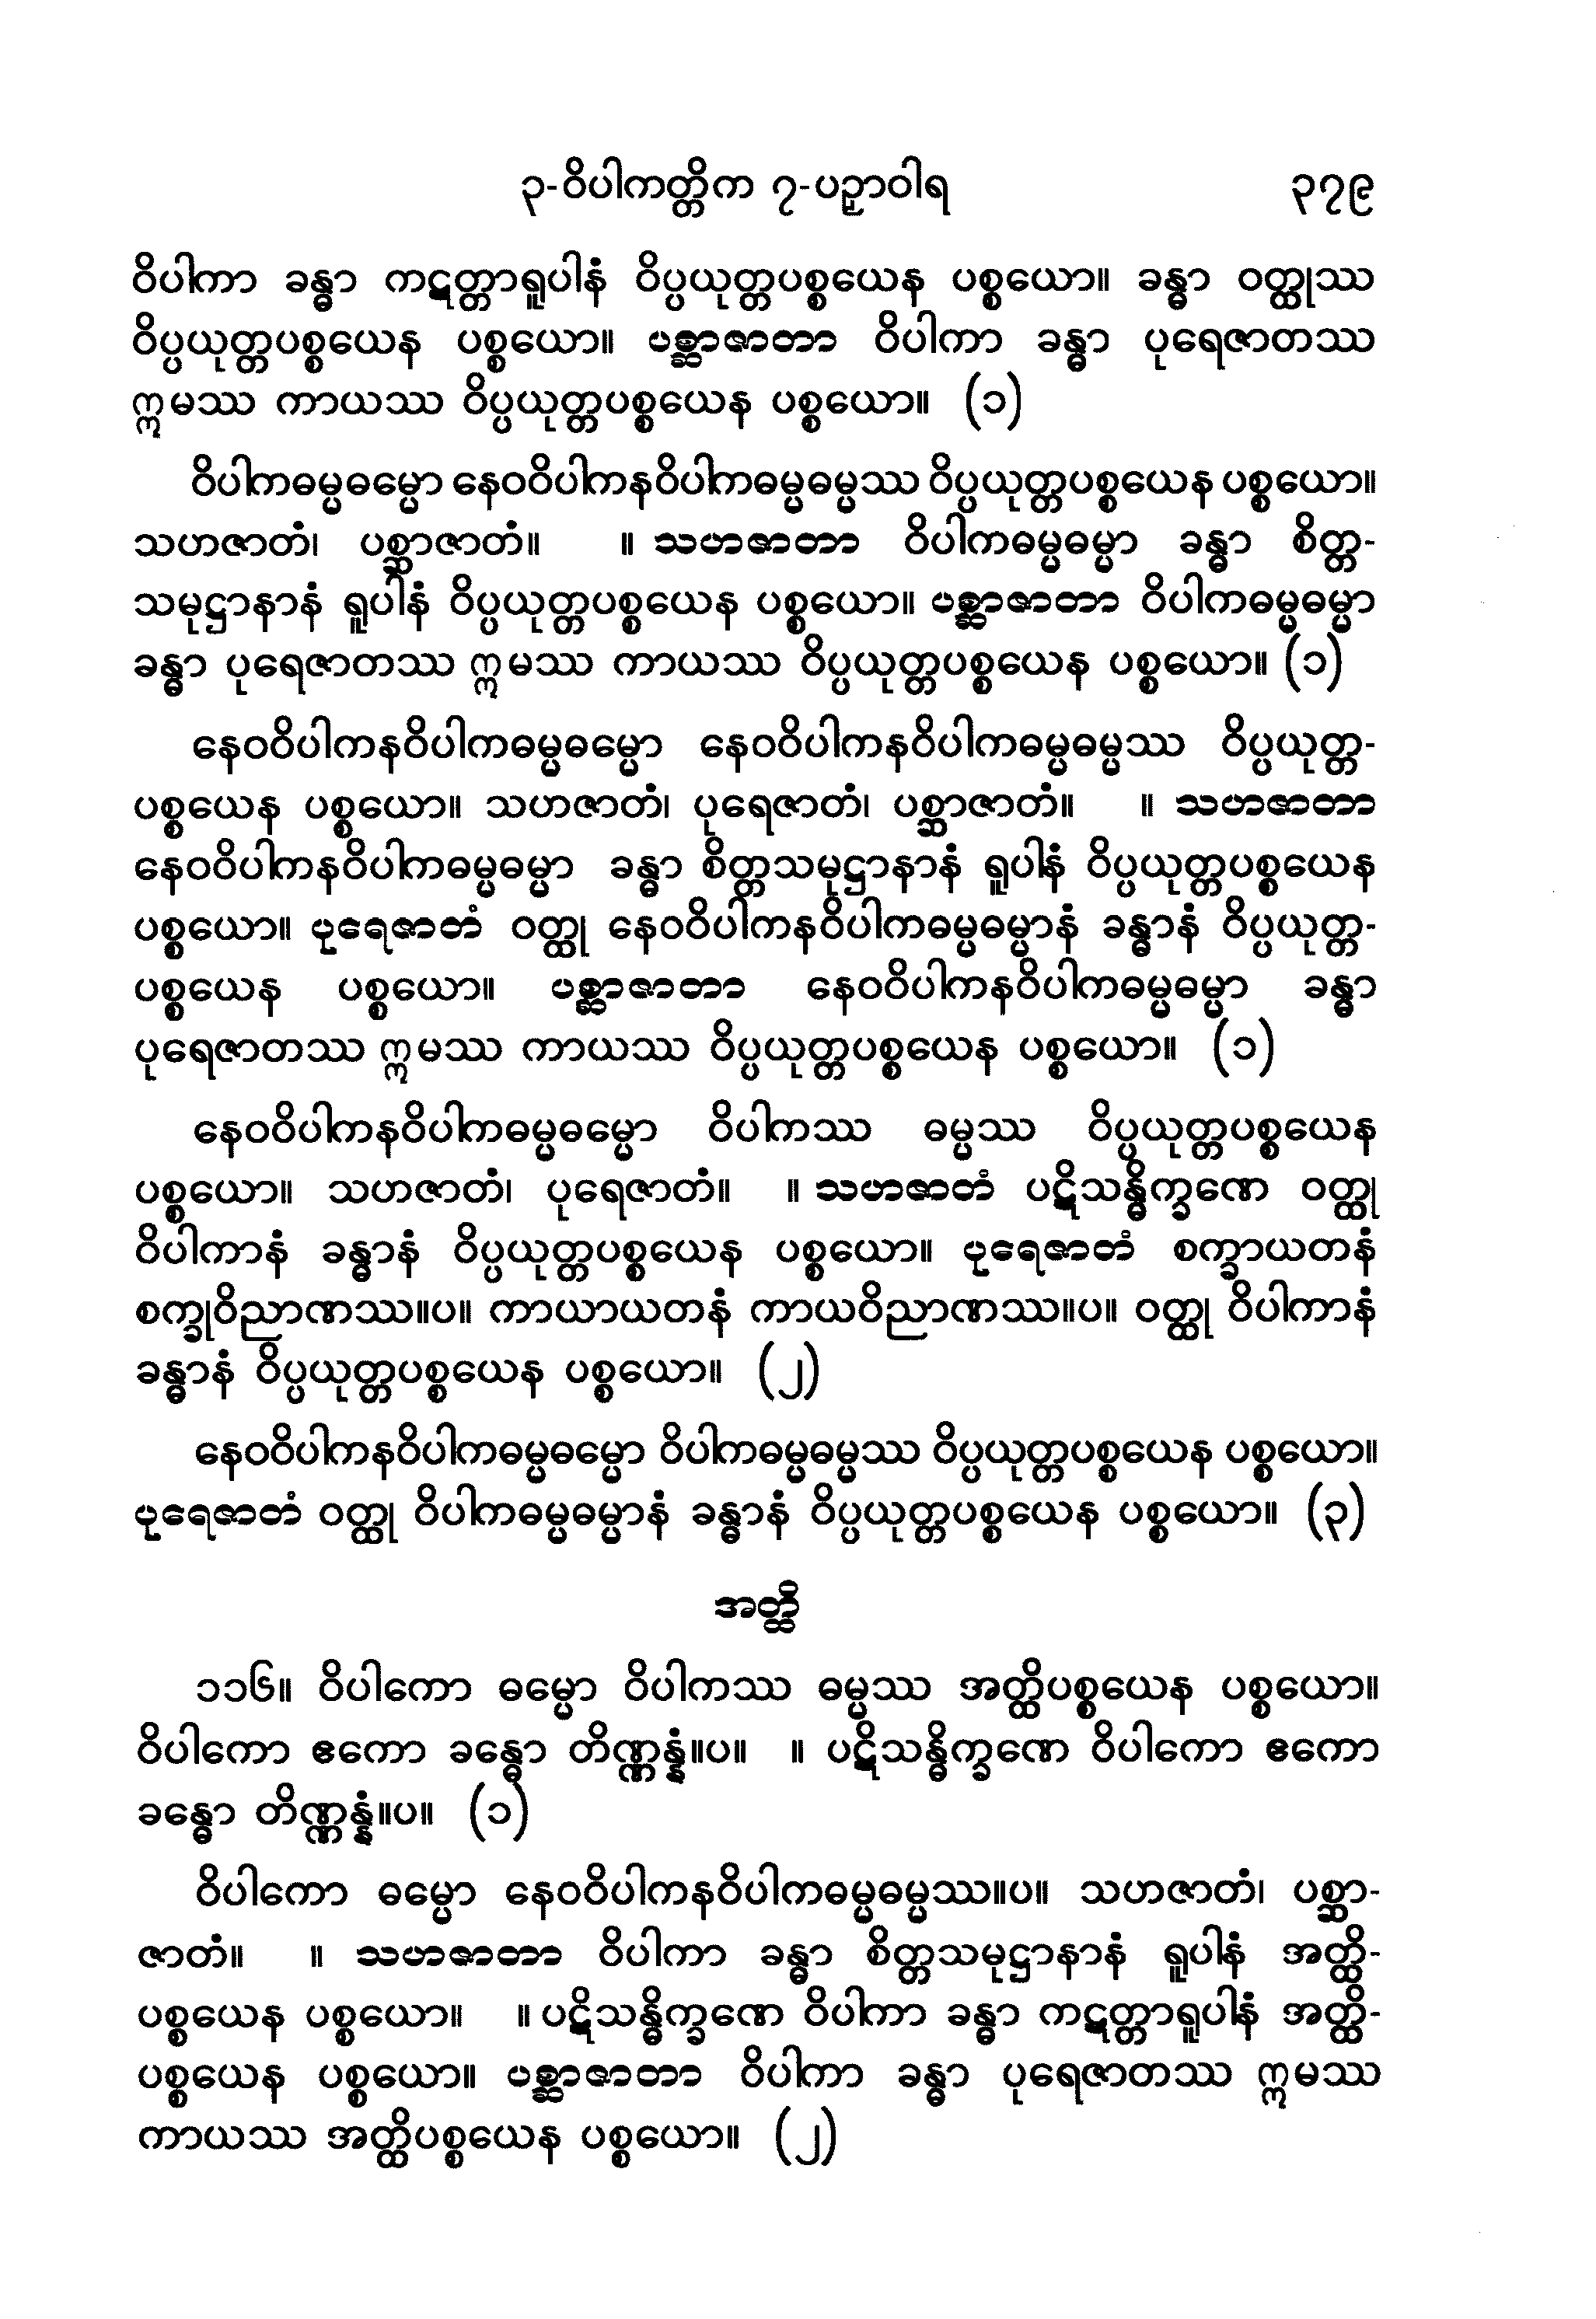 ၃-ဝိပါကတ္တိက ၇-ပဉှာဝါရ ၃၇၉
ဝိပါကာ ခန္ဓာ ကဋတ္တာရူပါနံ ဝိပ္ပယုတ္တပစ္စယေန ပစ္စယော။ ခန္ဓာ ဝတ္ထုဿ
ဝိပ္ပယုတ္တပစ္စယေန ပစ္စယော။ ပစ္ဆာဇာတာ ဝိပါကာ ခန္ဓာ ပုရေဇာတဿ
ဣမဿ ကာယဿ ဝိပ္ပယုတ္တပစ္စယေန ပစ္စယော။ (၁)
ဝိပါကဓမ္မဓမ္မော နေဝဝိပါကနဝိပါကဓမ္မဓမ္မဿ ဝိပ္ပယုတ္တပစ္စယေန ပစ္စယော။
သဟဇာတံ၊ ပစ္ဆာဇာတံ။ ။ သဟဇာတာ ဝိပါကဓမ္မဓမ္မာ ခန္ဓာ စိတ္တ-
သမုဋ္ဌာနာနံ ရူပါနံ ဝိပ္ပယုတ္တပစ္စယေန ပစ္စယော။ ပစ္ဆာဇာတာ ဝိပါကဓမ္မဓမ္မာ
ခန္ဓာ ပုရေဇာတဿ ဣမဿ ကာယဿ ဝိပ္ပယုတ္တပစ္စယေန ပစ္စယော။ (၁)
နေဝဝိပါကနဝိပါကဓမ္မဓမ္မော နေဝဝိပါကနဝိပါကဓမ္မဓမ္မဿ ဝိပ္ပယုတ္တ-
ပစ္စယေန ပစ္စယော။ သဟဇာတံ၊ ပုရေဇာတံ၊ ပစ္ဆာဇာတံ။ ။ သဟဇာတာ
နေဝဝိပါကနဝိပါကဓမ္မဓမ္မာ ခန္ဓာ စိတ္တသမုဋ္ဌာနာနံ ရူပါနံ ဝိပ္ပယုတ္တပစ္စယေန
ပစ္စယော။ ပုရေဇာတံ ဝတ္ထု နေဝဝိပါကနဝိပါကဓမ္မဓမ္မာနံ ခန္ဓာနံ ဝိပ္ပယုတ္တ-
ပစ္စယေန ပစ္စယော။ ပစ္ဆာဇာတာ နေဝဝိပါကနဝိပါကဓမ္မဓမ္မာ ခန္ဓာ
ပုရေဇာတဿ ဣမဿ ကာယဿ ဝိပ္ပယုတ္တပစ္စယေန ပစ္စယော။ (၁)
နေဝဝိပါကနဝိပါကဓမ္မဓမ္မော ဝိပါကဿ ဓမ္မဿ ဝိပ္ပယုတ္တပစ္စယေန
ပစ္စယော။ သဟဇာတံ၊ ပုရေဇာတံ။ ။ သဟဇာတံ ပဋိသန္ဓိက္ခဏေ ဝတ္ထု
ဝိပါကာနံ ခန္ဓာနံ ဝိပ္ပယုတ္တပစ္စယေန ပစ္စယော။ ပုရေဇာတံ စက္ခာယတနံ
စက္ခုဝိညာဏဿ။ပ။ ကာယာယတနံ ကာယဝိညာဏဿ။ပ။ ဝတ္ထု ဝိပါကာနံ
ခန္ဓာနံ ဝိပ္ပယုတ္တပစ္စယေန ပစ္စယော။ (၂)
နေဝဝိပါကနဝိပါကဓမ္မဓမ္မော ဝိပါကဓမ္မဓမ္မဿ ဝိပ္ပယုတ္တပစ္စယေန ပစ္စယော။
ပုရေဇာတံ ဝတ္ထု ဝိပါကဓမ္မဓမ္မာနံ ခန္ဓာနံ ဝိပ္ပယုတ္တပစ္စယေန ပစ္စယော။ (၃)
အတ္ထိ
၁၁၆။ ဝိပါကော ဓမ္မော ဝိပါကဿ ဓမ္မဿ အတ္ထိပစ္စယေန ပစ္စယော။
ဝိပါကော ဧကော ခန္ဓော တိဏ္ဏန္နံ။ပ။ ။ ပဋိသန္ဓိက္ခဏေ ဝိပါကော ဧကော
ခန္ဓော တိဏ္ဏန္နံ။ပ။ (၁)
ဝိပါကော ဓမ္မော နေဝဝိပါကနဝိပါကဓမ္မဓမ္မဿ။ပ။ သဟဇာတံ၊ ပစ္ဆာ-
ဇာတံ။ ။ သဟဇာတာ ဝိပါကာ ခန္ဓာ စိတ္တသမုဋ္ဌာနာနံ ရူပါနံ အတ္ထိ-
ပစ္စယေန ပစ္စယော။ ။ ပဋိသန္ဓိက္ခဏေ ဝိပါကာ ခန္ဓာ ကဋတ္တာရူပါနံ အတ္ထိ-
ပစ္စယေန ပစ္စယော။ ပစ္ဆာဇာတာ ဝိပါကာ ခန္ဓာ ပုရေဇာတဿ ဣမဿ
ကာယဿ အတ္ထိပစ္စယေန ပစ္စယော။ (၂)